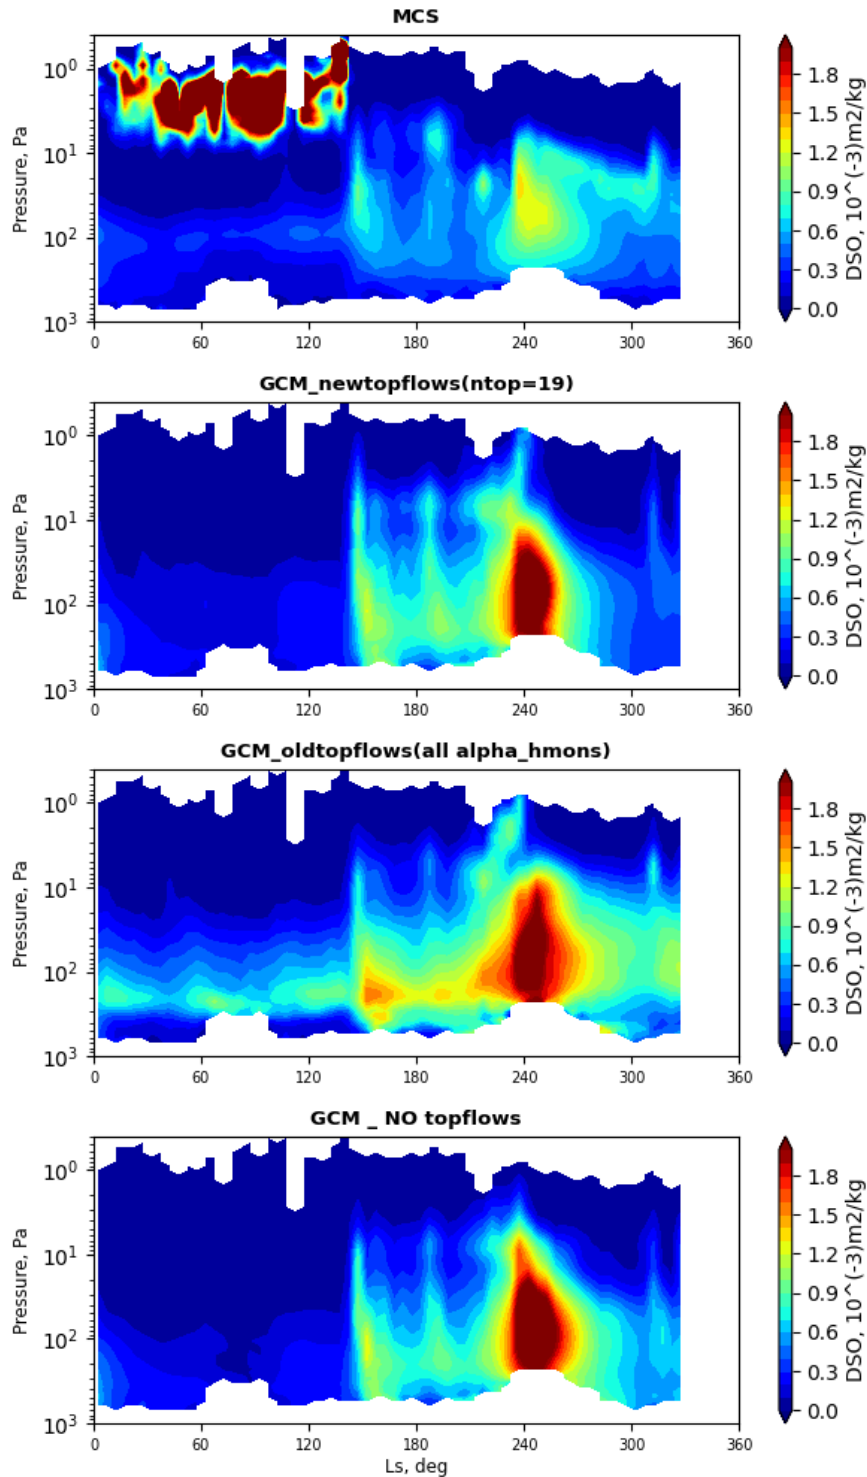 MCS
10^0
10^1
10^2
10^3
Pressure, Pa
0 60 120 180 240 300 360
1.8
1.5
1.2
0.9
0.6
0.3
0.0
DSO, 10^(-3)m2/kg
GCM_newtopflows(ntop=19)
10^0
10^1
10^2
10^3
Pressure, Pa
0 60 120 180 240 300 360
1.8
1.5
1.2
0.9
0.6
0.3
0.0
DSO, 10^(-3)m2/kg
GCM_oldtopflows(all alpha_hmons)
10^0
10^1
10^2
10^3
Pressure, Pa
0 60 120 180 240 300 360
1.8
1.5
1.2
0.9
0.6
0.3
0.0
DSO, 10^(-3)m2/kg
GCM _ NO topflows
10^0
10^1
10^2
10^3
Pressure, Pa
0 60 120 180 240 300 360
Ls, deg
1.8
1.5
1.2
0.9
0.6
0.3
0.0
DSO, 10^(-3)m2/kg